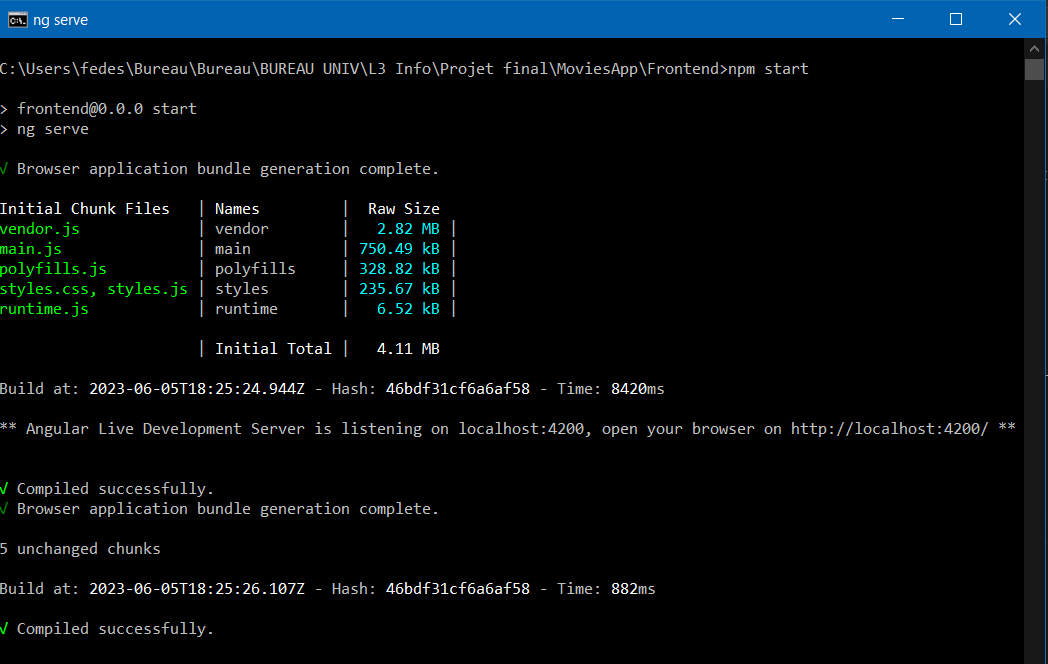 ng serve
C:\Users\fedes\Bureau\Bureau\BUREAU UNIV\L3 Info\Projet final\MoviesApp\Frontend>npm start
> frontend@0.0.0 start
> ng serve
√ Browser application bundle generation complete.
Initial Chunk Files | Names | Raw Size
vendor.js | vendor | 2.82 MB |
main.js | main | 750.49 kB |
polyfills.js | polyfills | 328.82 kB |
styles.css, styles.js | styles | 235.67 kB |
runtime.js | runtime | 6.52 kB |
| Initial Total | 4.11 MB
Build at: 2023-06-05T18:25:24.944Z - Hash: 46bdf31cf6a6af58 - Time: 8420ms
** Angular Live Development Server is listening on localhost:4200, open your browser on http://localhost:4200/ **
√ Compiled successfully.
√ Browser application bundle generation complete.
5 unchanged chunks
Build at: 2023-06-05T18:25:26.107Z - Hash: 46bdf31cf6a6af58 - Time: 882ms
√ Compiled successfully.